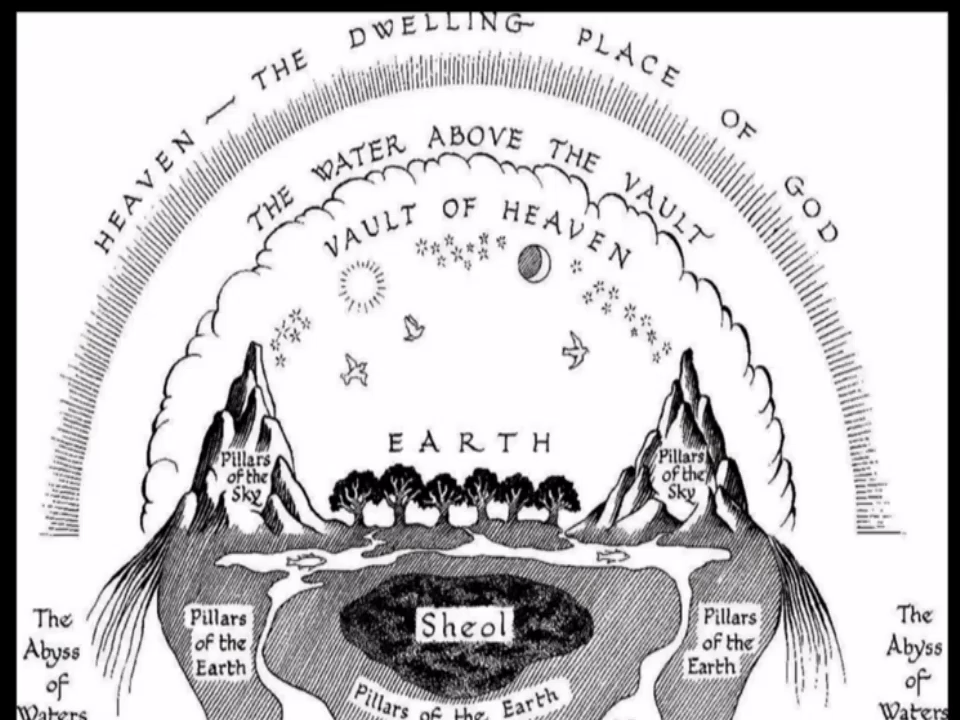 HEAVEN — THE DWELLING PLACE OF GOD
THE WATER ABOVE THE VAULT
VAULT OF HEAVEN
EARTH
Pillars
of the
Sky
Pillars
of the
Sky
Sheol
Pillars
of the
Earth
Pillars
of the
Earth
Pillars of the Earth
The
Abyss
of
Waters
The
Abyss
of
Waters